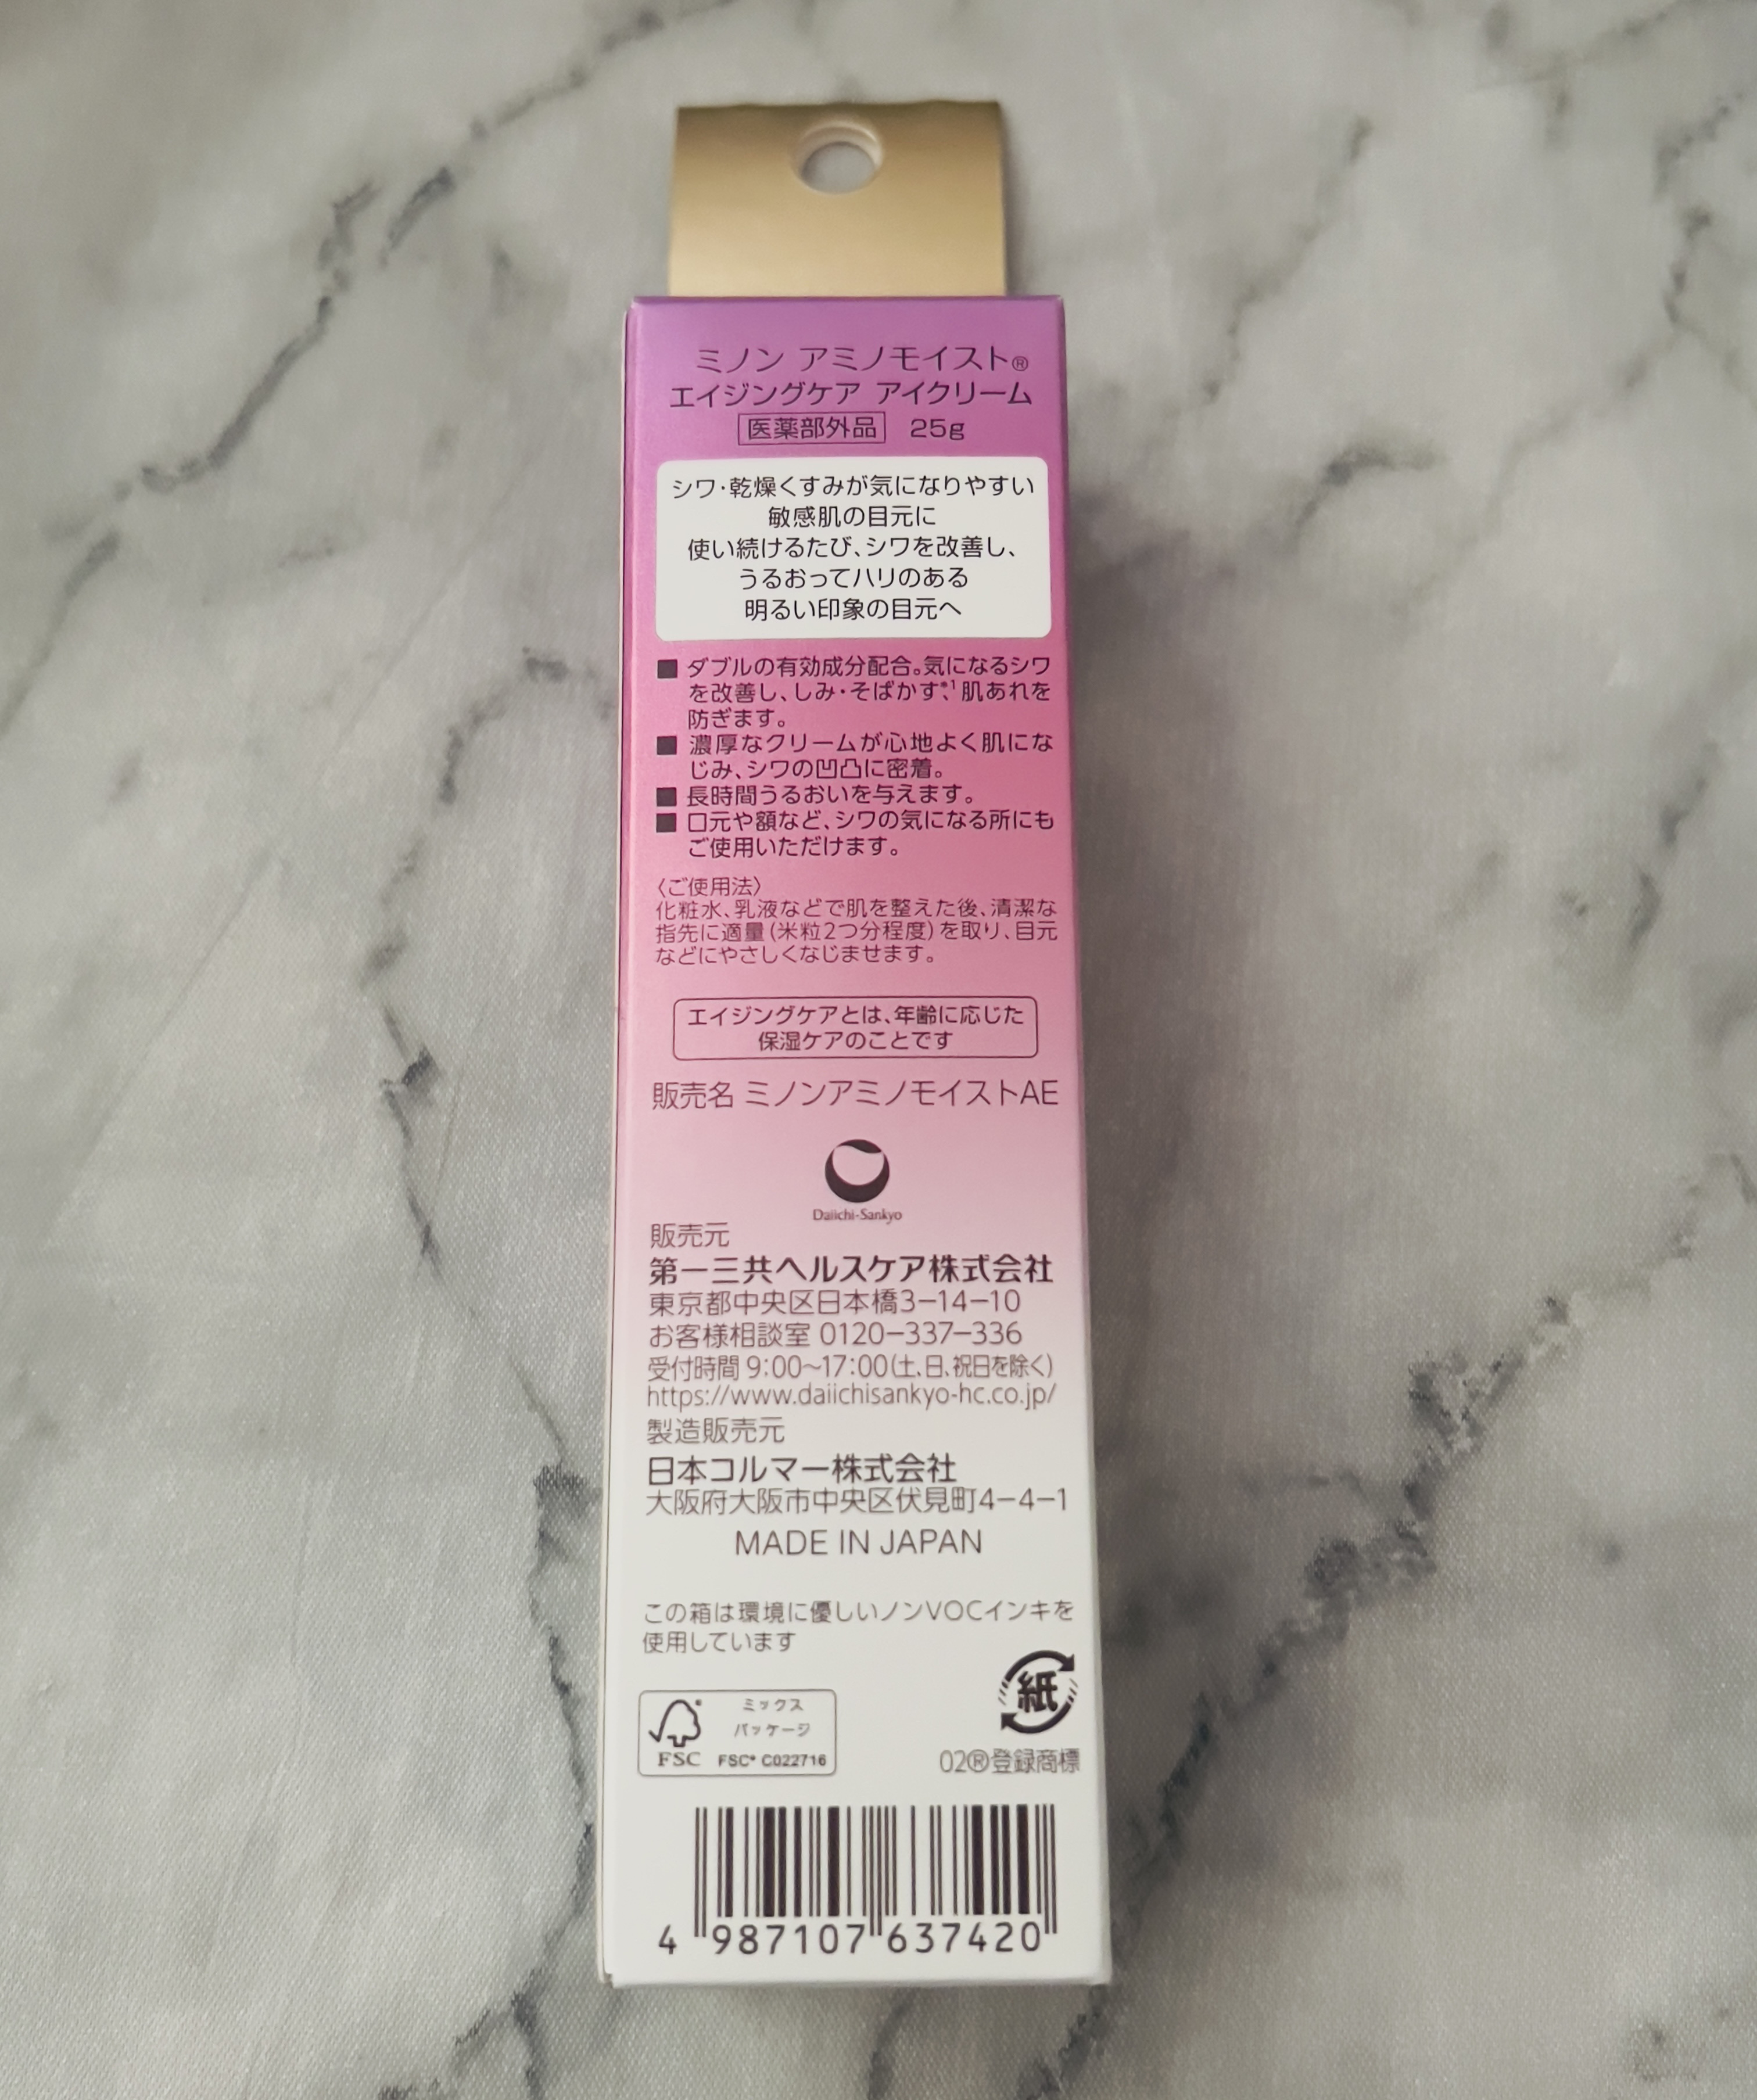 ミノン アミノモイスト®
エイジングケア アイクリーム
医薬部外品 25g
シワ・乾燥くすみが気になりやすい
敏感肌の目元に
使い続けるたび、シワを改善し、
うるおってハリのある
明るい印象の目元へ
■ ダブルの有効成分配合。気になるシワ
を改善し、しみ・そばかす*1、肌あれを
防ぎます。
■ 濃厚なクリームが心地よく肌にな
じみ、シワの凹凸に密着。
■ 長時間うるおいを与えます。
■ 口元や額など、シワの気になる所にも
ご使用いただけます。
〈ご使用法〉
化粧水、乳液などで肌を整えた後、清潔な
指先に適量(米粒2つ分程度)を取り、目元
などにやさしくなじませます。
エイジングケアとは、年齢に応じた
保湿ケアのことです
販売名 ミノンアミノモイストAE
Daiichi-Sankyo
販売元
第一三共ヘルスケア株式会社
東京都中央区日本橋3−14−10
お客様相談室 0120−337−336
受付時間 9:00〜17:00(土、日、祝日を除く)
https://www.daiichisankyo-hc.co.jp/
製造販売元
日本コルマー株式会社
大阪府大阪市中央区伏見町4−4−1
MADE IN JAPAN
この箱は環境に優しいノンVOCインキを
使用しています
紙
ミックス
パッケージ
FSC FSC® C022716
02®登録商標
4 987107 637420